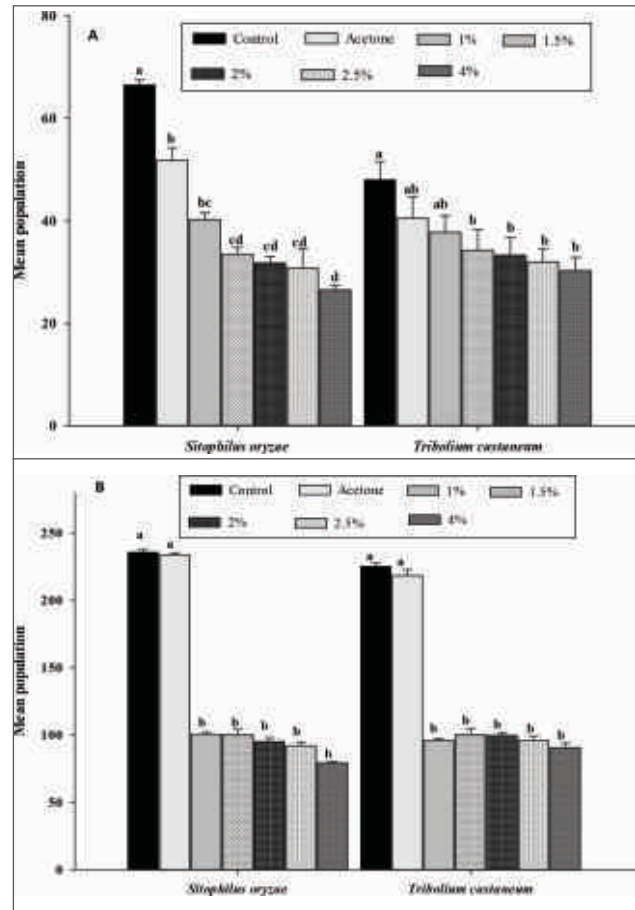 A
Control Acetone 1% 1.5%
2% 2.5% 4%
80
60
40
20
0
Mean population
a b bc cd cd cd d
a ab ab b b b b
Sitophilus oryzae Tribolium castaneum
B
Control Acetone 1% 1.5%
2% 2.5% 4%
250
200
150
100
50
0
Mean population
a a b b b b b
a a b b b b b
Sitophilus oryzae Tribolium castaneum